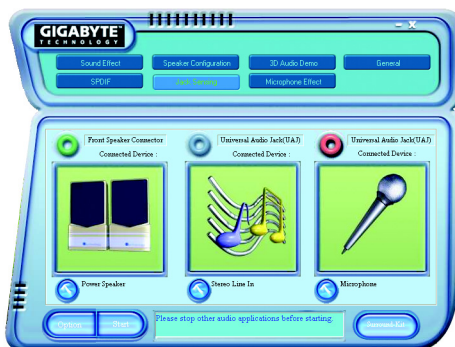 GIGABYTE™
TECHNOLOGY
Sound Effect
Speaker Configuration
3D Audio Demo
General
SPDIF
Jack Sensing
Microphone Effect
Front Speaker Connector
Connected Device :
Universal Audio Jack(UAJ)
Connected Device :
Universal Audio Jack(UAJ)
Connected Device :
Power Speaker
Stereo Line In
Microphone
Option
Start
Please stop other audio applications before starting.
Surround-Kit